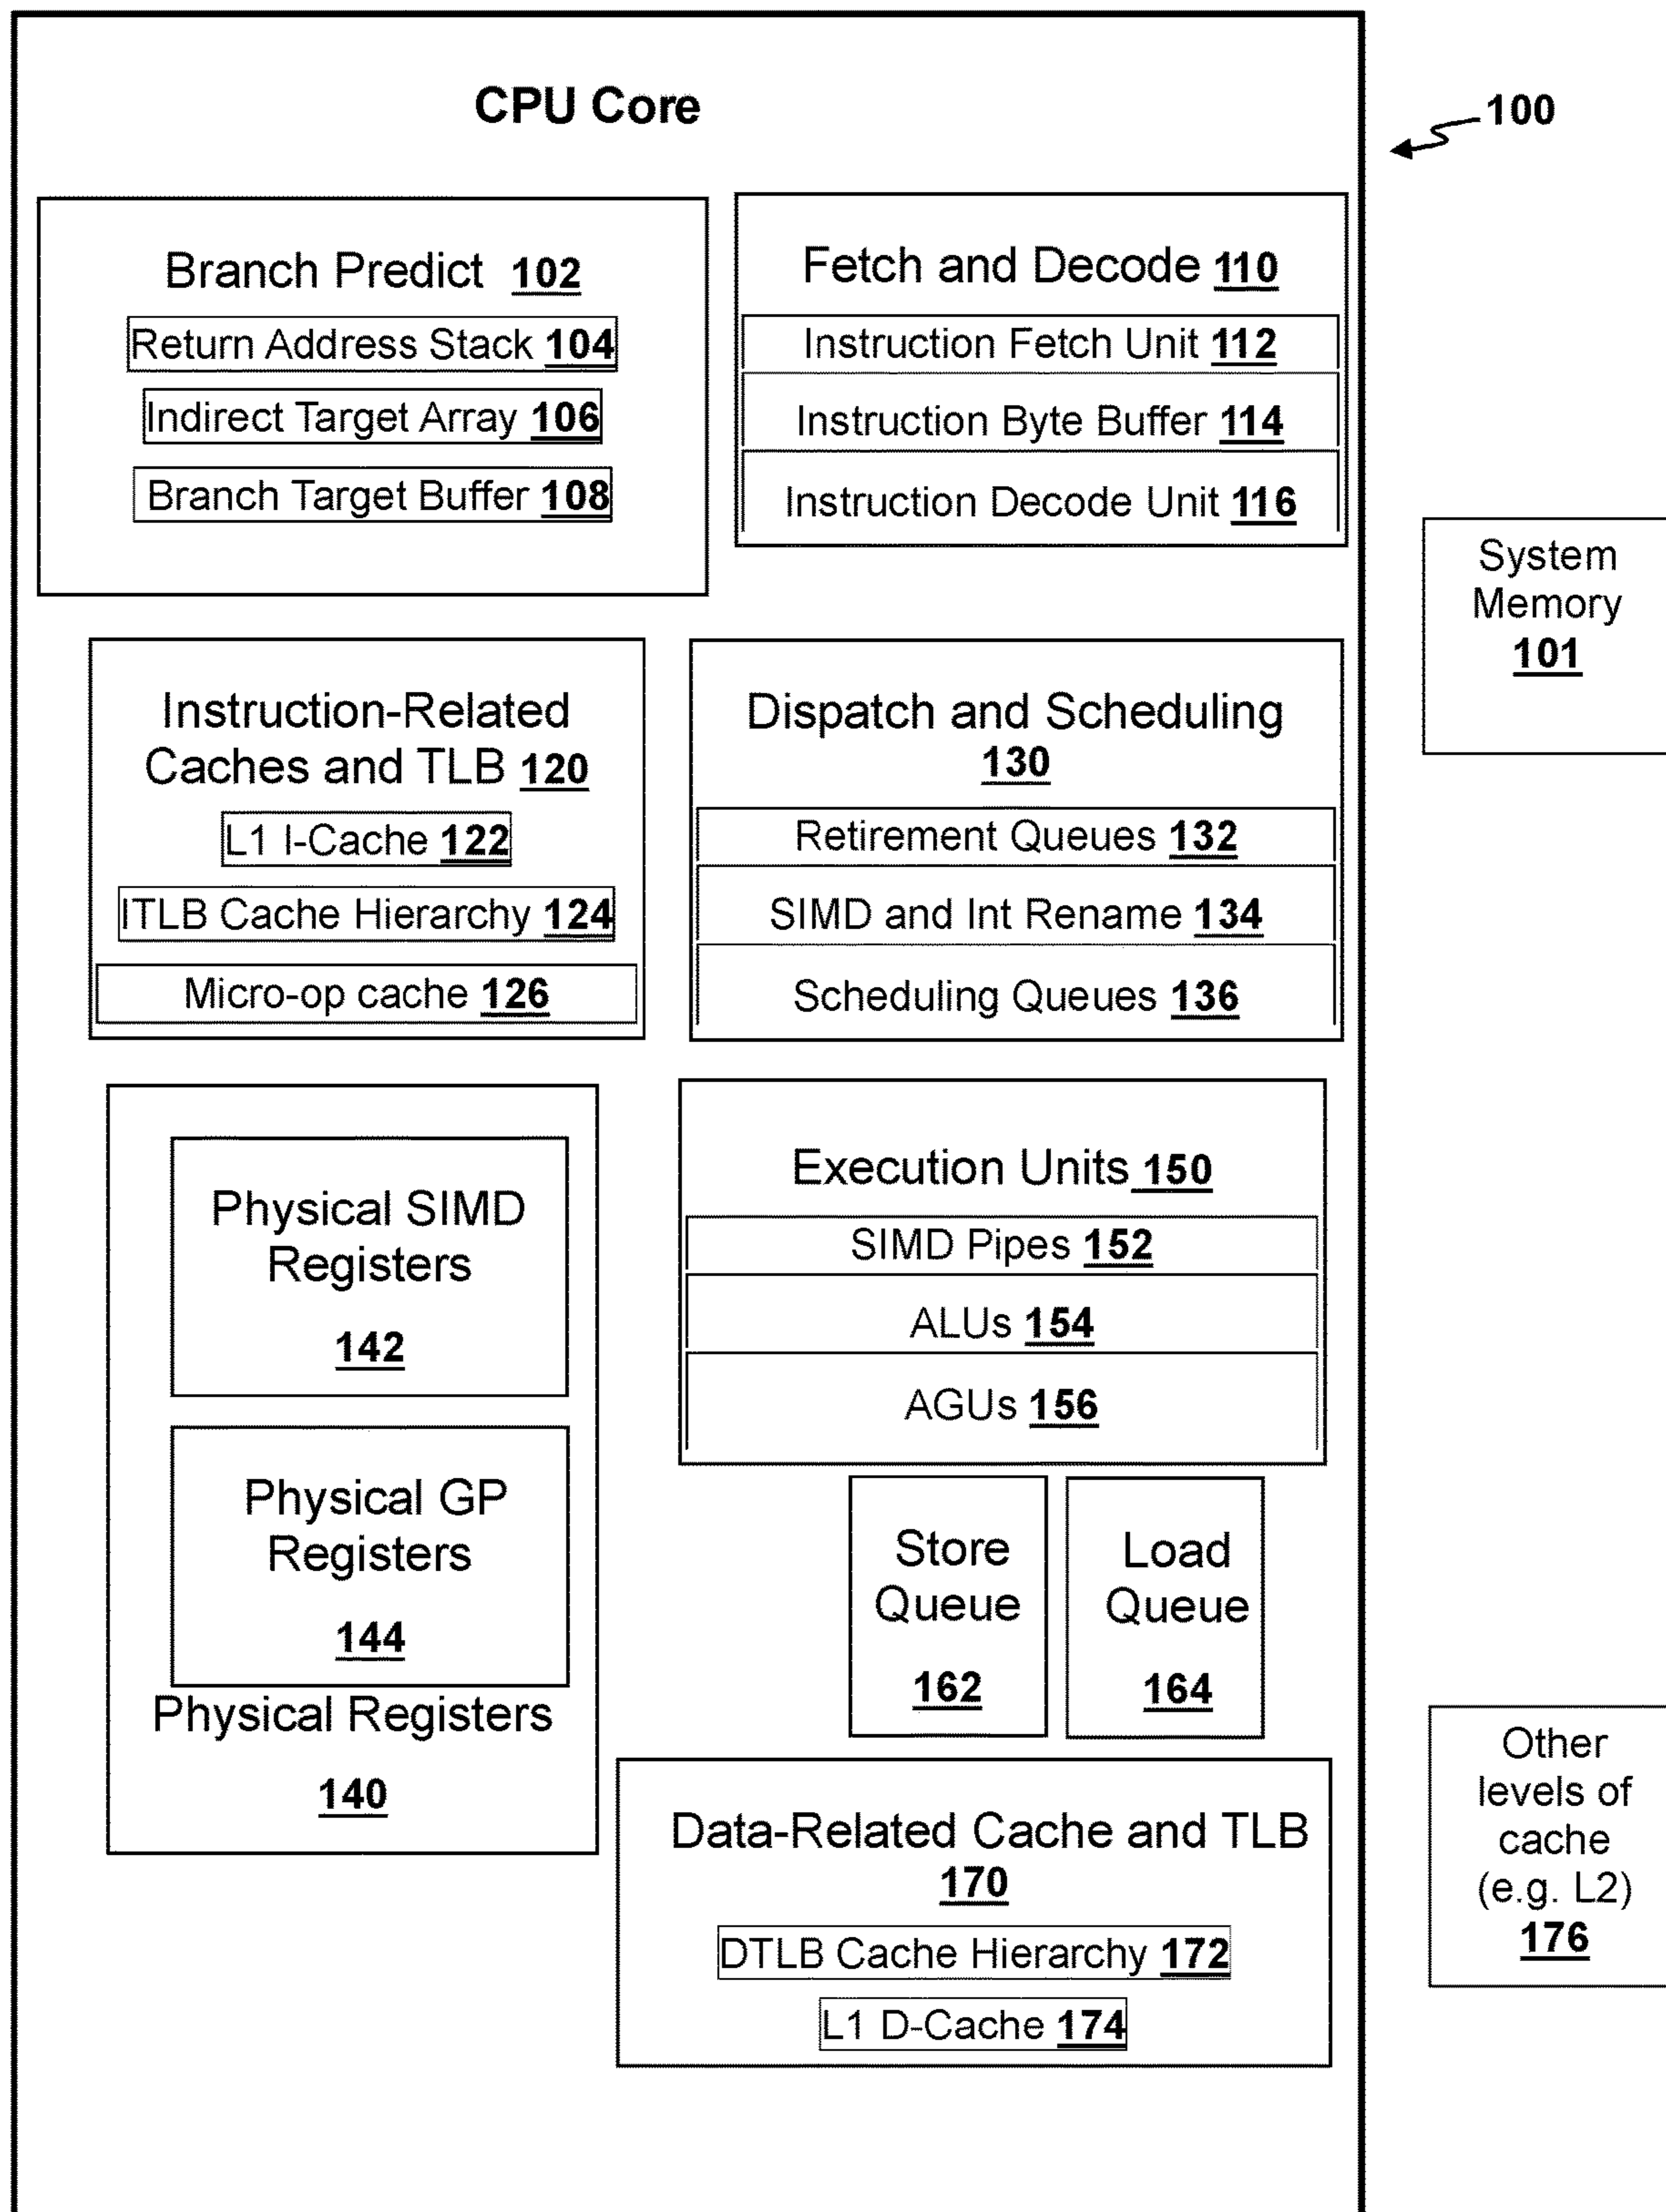 CPU Core
100
Branch Predict 102
Return Address Stack 104
Indirect Target Array 106
Branch Target Buffer 108
Fetch and Decode 110
Instruction Fetch Unit 112
Instruction Byte Buffer 114
Instruction Decode Unit 116
System
Memory
101
Instruction-Related
Caches and TLB 120
L1 I-Cache 122
ITLB Cache Hierarchy 124
Micro-op cache 126
Dispatch and Scheduling
130
Retirement Queues 132
SIMD and Int Rename 134
Scheduling Queues 136
Physical SIMD
Registers
142
Physical GP
Registers
144
Physical Registers
140
Execution Units 150
SIMD Pipes 152
ALUs 154
AGUs 156
Store
Queue
162
Load
Queue
164
Data-Related Cache and TLB
170
DTLB Cache Hierarchy 172
L1 D-Cache 174
Other
levels of
cache
(e.g. L2)
176